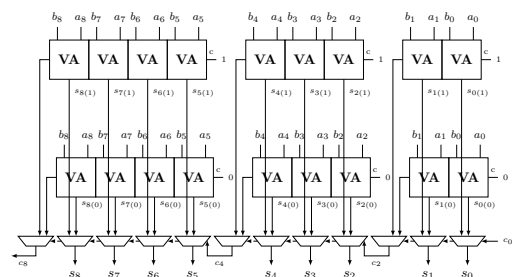 b8 a8 b7 a7 b6 a6 b5 a5 b4 a4 b3 a3 b2 a2 b1 a1 b0 a0
VA VA VA VA c 1 VA VA VA c 1 VA VA c 1
s8(1) s7(1) s6(1) s5(1) s4(1) s3(1) s2(1) s1(1) s0(1)
b8 a8 b7 a7 b6 a6 b5 a5 b4 a4 b3 a3 b2 a2 b1 a1 b0 a0
VA VA VA VA c 0 VA VA VA c 0 VA VA c 0
s8(0) s7(0) s6(0) s5(0) s4(0) s3(0) s2(0) s1(0) s0(0)
c0
c8 c4 c2
s8 s7 s6 s5 s4 s3 s2 s1 s0